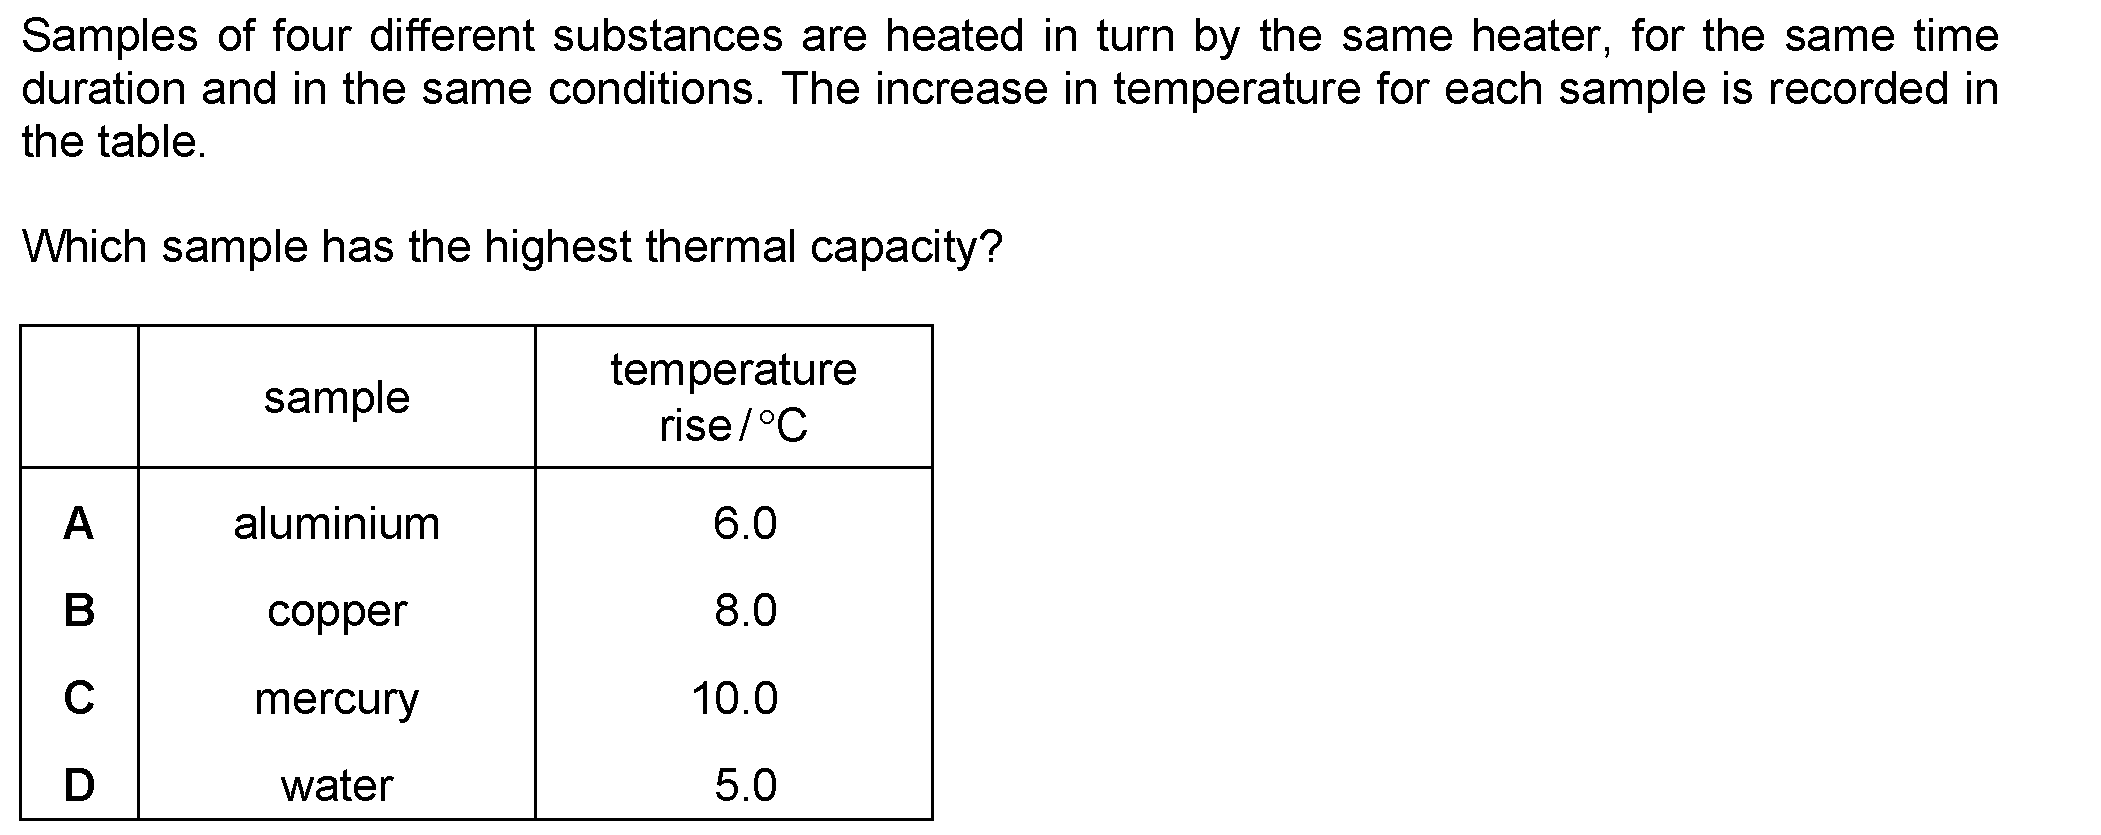 Samples of four different substances are heated in turn by the same heater, for the same time
duration and in the same conditions. The increase in temperature for each sample is recorded in
the table.
Which sample has the highest thermal capacity?
sample temperature
rise / °C
A aluminium 6.0
B copper 8.0
C mercury 10.0
D water 5.0